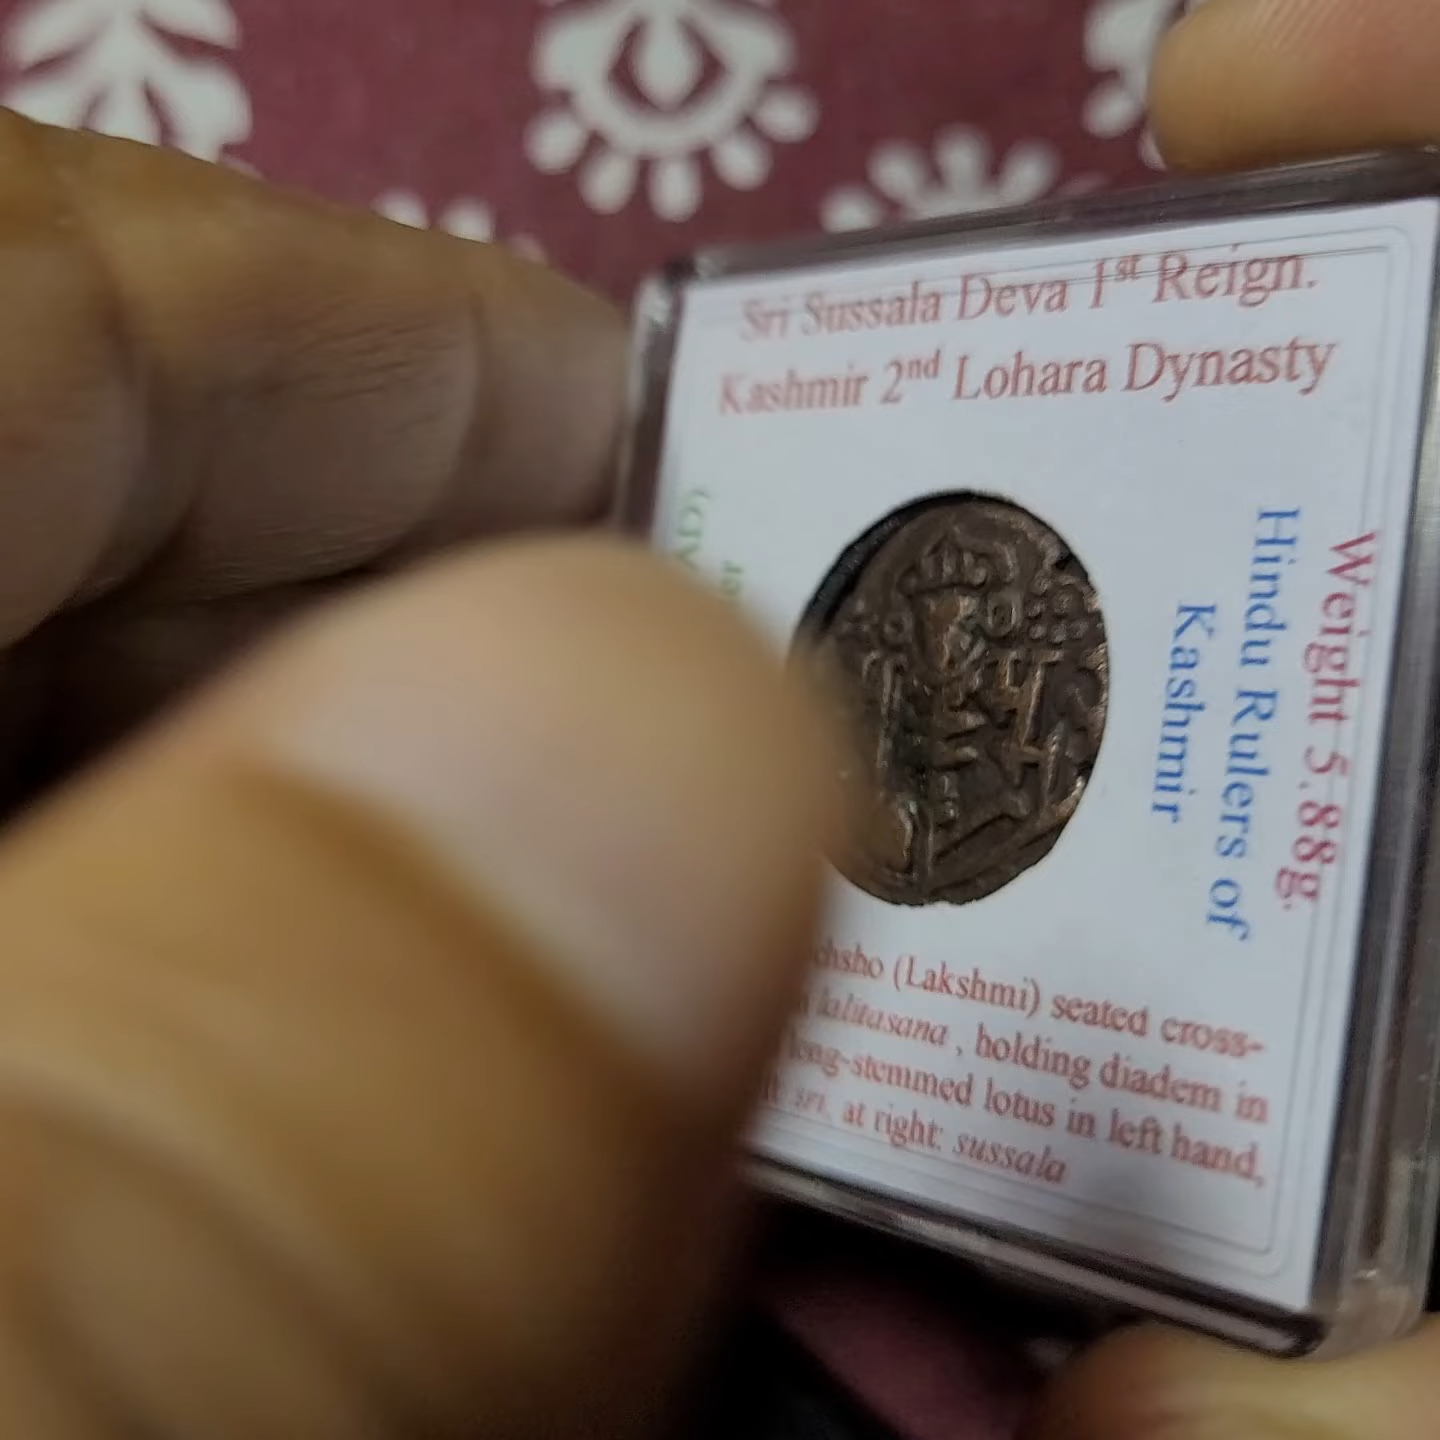 Sri Sussala Deva 1st Reign.
Kashmir 2nd Lohara Dynasty
Weight 5.88g.
Hindu Rulers of
Kashmir
(Lakshmi) seated cross-
lalitasana, holding diadem in
long-stemmed lotus in left hand,
sri, at right: sussala